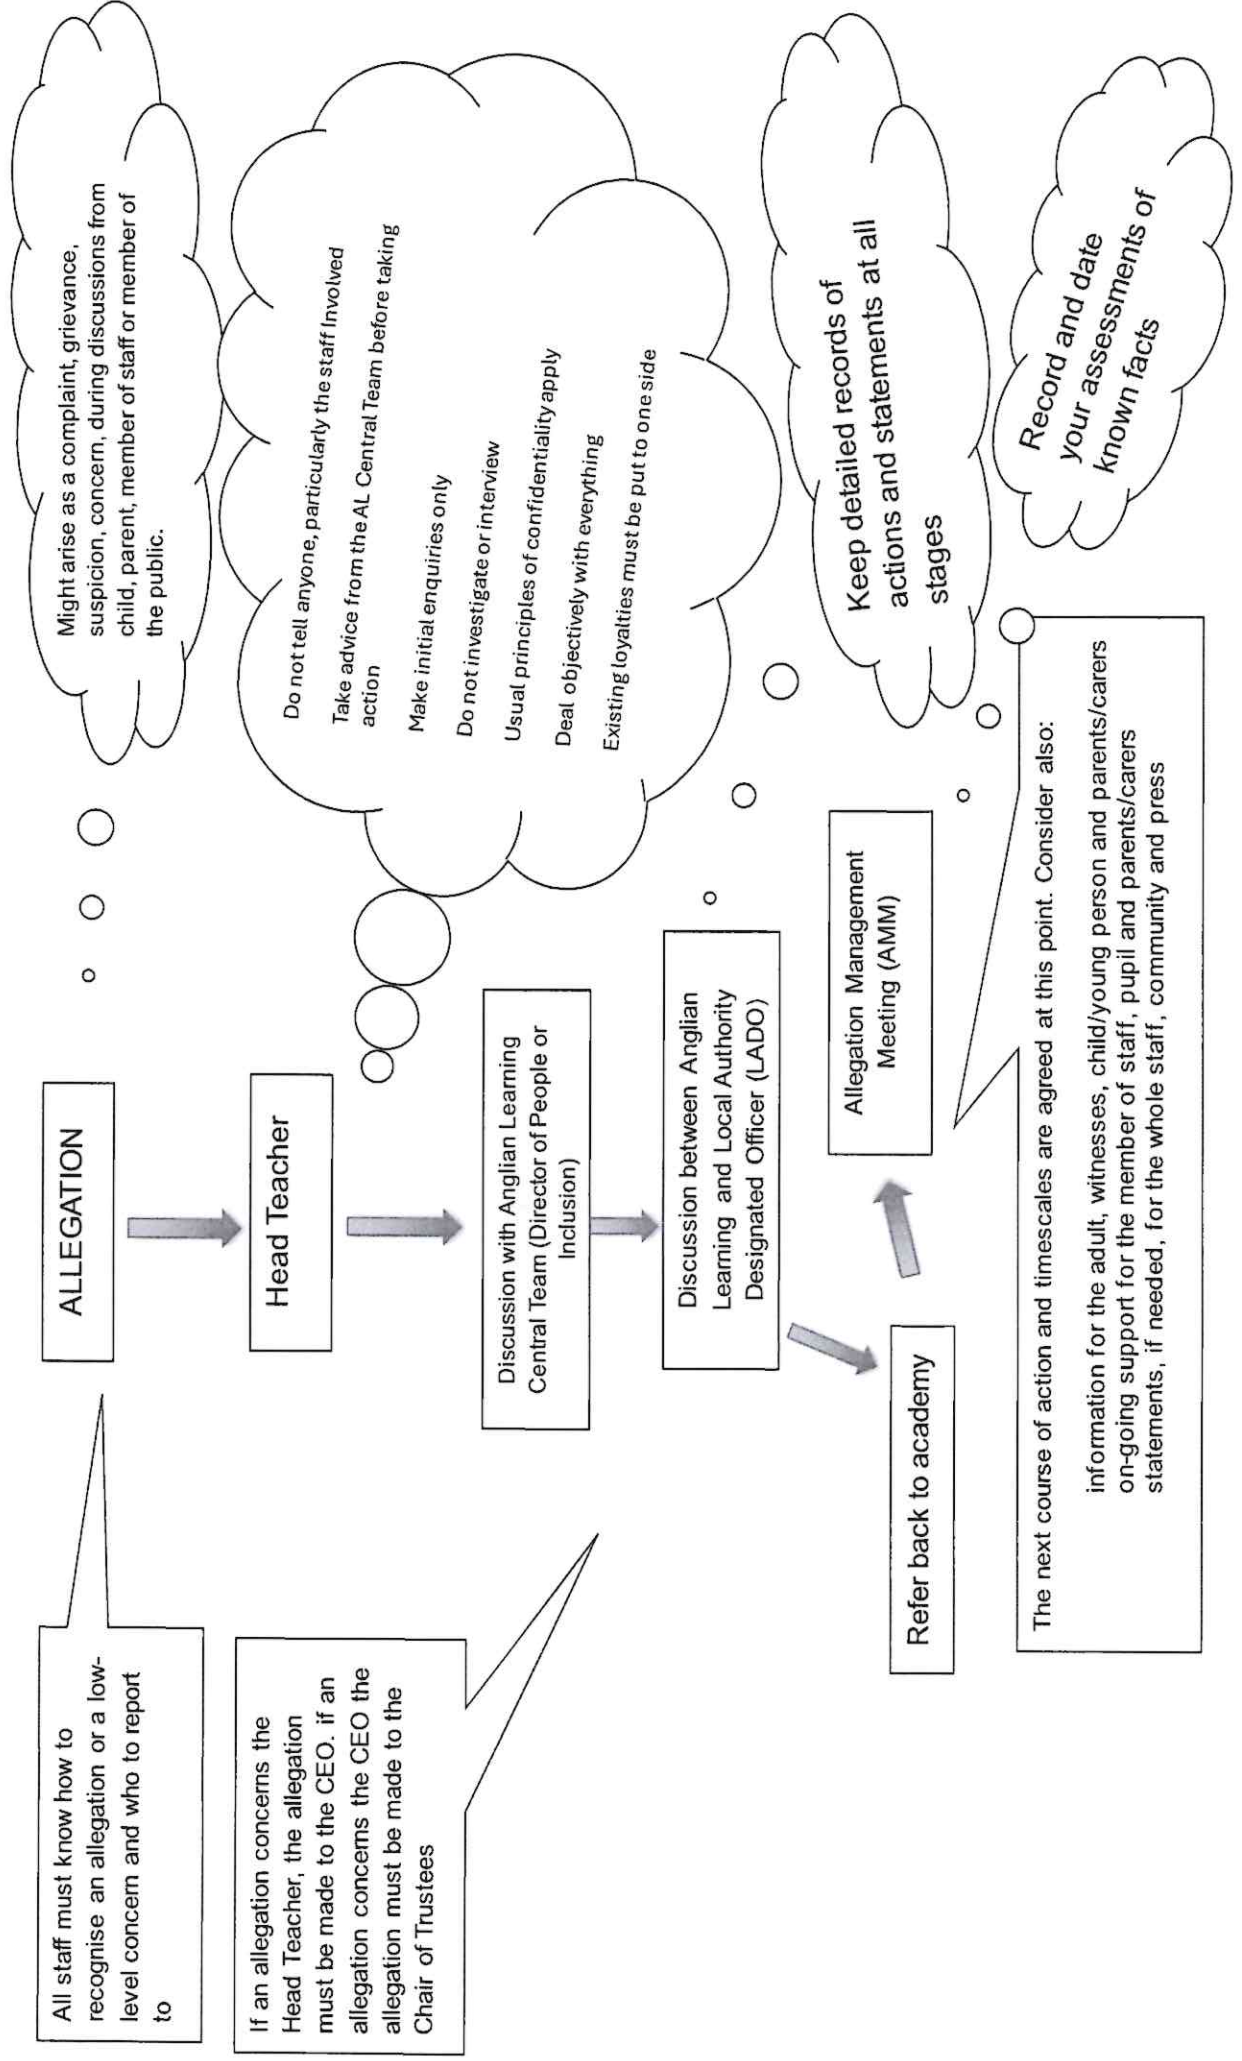 All staff must know how to
recognise an allegation or a low-
level concern and who to report
to
ALLEGATION
Might arise as a complaint, grievance,
suspicion, concern, during discussions from
child, parent, member of staff or member of
the public.
If an allegation concerns the
Head Teacher, the allegation
must be made to the CEO. if an
allegation concerns the CEO the
allegation must be made to the
Chair of Trustees
Head Teacher
Do not tell anyone, particularly the staff Involved
Take advice from the AL Central Team before taking
action
Make initial enquiries only
Do not investigate or interview
Usual principles of confidentiality apply
Deal objectively with everything
Existing loyalties must be put to one side
Discussion with Anglian Learning
Central Team (Director of People or
Inclusion)
Discussion between Anglian
Learning and Local Authority
Designated Officer (LADO)
Keep detailed records of
actions and statements at all
stages
Refer back to academy
Allegation Management
Meeting (AMM)
Record and date
your assessments of
known facts
The next course of action and timescales are agreed at this point. Consider also:
information for the adult, witnesses, child/young person and parents/carers
on-going support for the member of staff, pupil and parents/carers
statements, if needed, for the whole staff, community and press